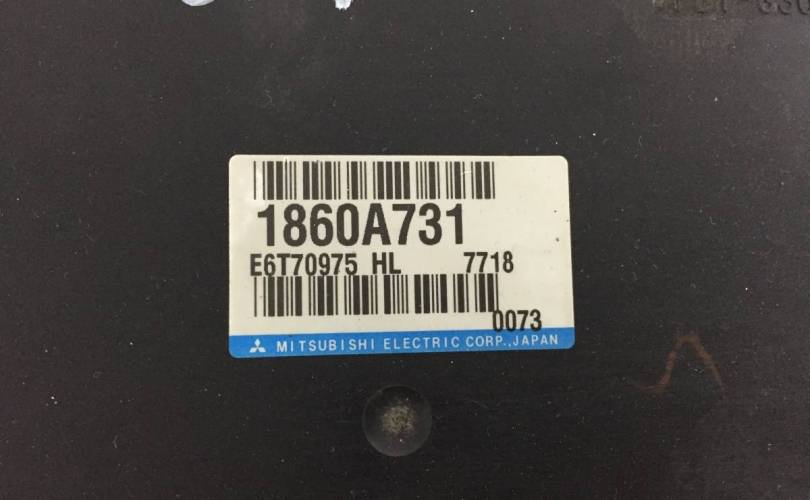 1860A731
E6T70975 HL 7718
0073
MITSUBISHI ELECTRIC CORP.,JAPAN